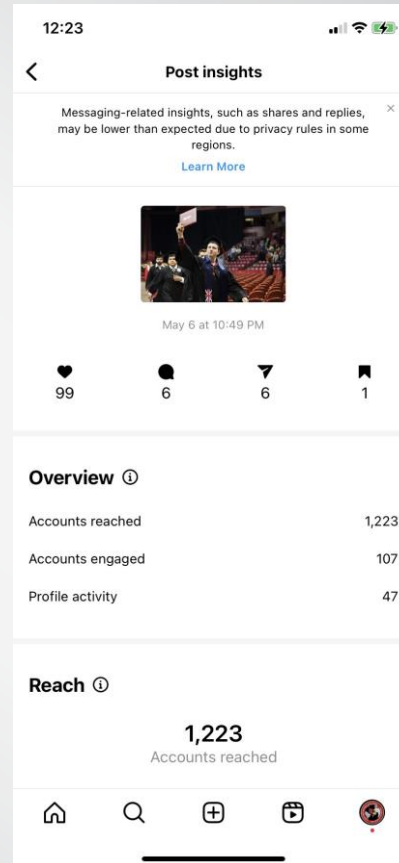 12:23
Post insights
Messaging-related insights, such as shares and replies,
may be lower than expected due to privacy rules in some
regions.
Learn More
May 6 at 10:49 PM
99 6 6 1
Overview
Accounts reached 1,223
Accounts engaged 107
Profile activity 47
Reach
1,223
Accounts reached